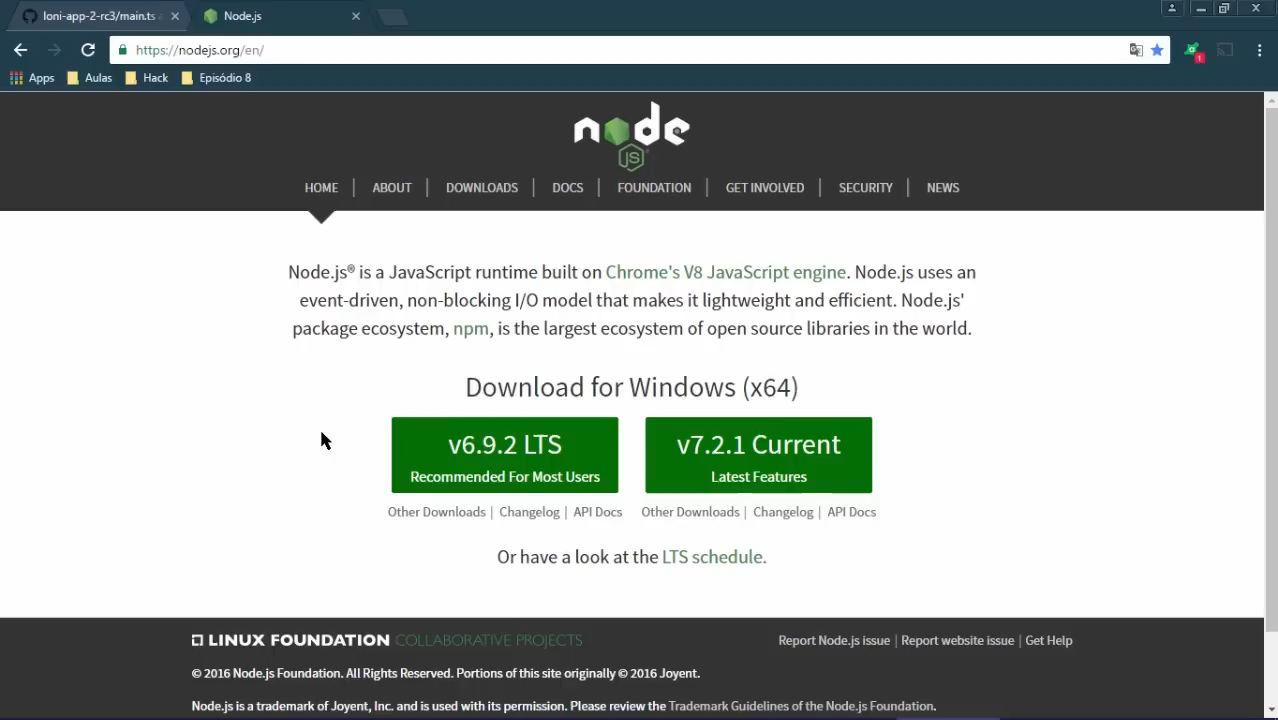 Ioni-app-2-rc3/main.ts
Node.js
https://nodejs.org/en/
1
Apps
Aulas
Hack
Episódio 8
node
JS
HOME
ABOUT
DOWNLOADS
DOCS
FOUNDATION
GET INVOLVED
SECURITY
NEWS
Node.js® is a JavaScript runtime built on Chrome's V8 JavaScript engine. Node.js uses an
event-driven, non-blocking I/O model that makes it lightweight and efficient. Node.js'
package ecosystem, npm, is the largest ecosystem of open source libraries in the world.
Download for Windows (x64)
v6.9.2 LTS
Recommended For Most Users
v7.2.1 Current
Latest Features
Other Downloads | Changelog | API Docs
Other Downloads | Changelog | API Docs
Or have a look at the LTS schedule.
LINUX FOUNDATION COLLABORATIVE PROJECTS
Report Node.js issue | Report website issue | Get Help
© 2016 Node.js Foundation. All Rights Reserved. Portions of this site originally © 2016 Joyent.
Node.js is a trademark of Joyent, Inc. and is used with its permission. Please review the Trademark Guidelines of the Node.js Foundation.